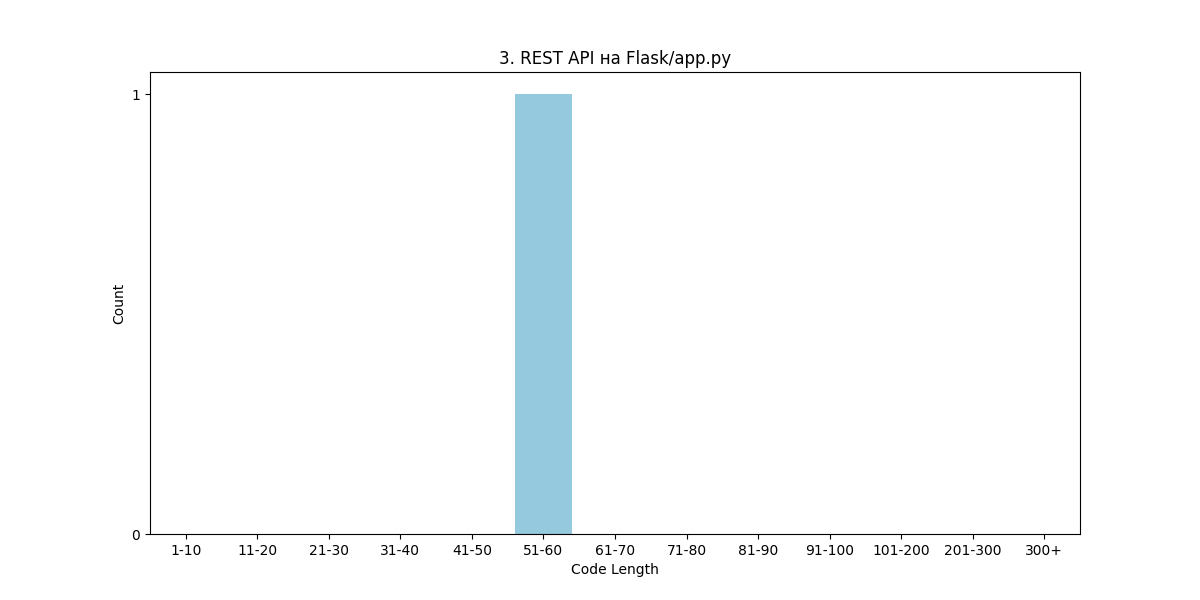 3. REST API на Flask/app.py
1
Count
0
1-10 11-20 21-30 31-40 41-50 51-60 61-70 71-80 81-90 91-100 101-200 201-300 300+
Code Length